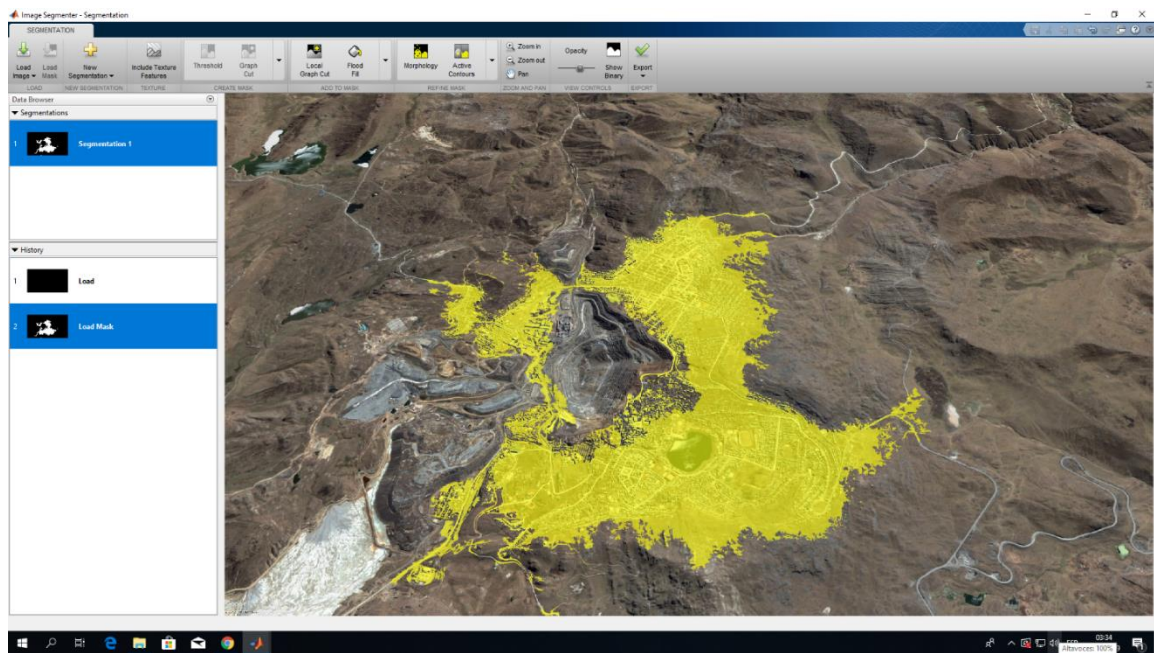 Image Segmenter - Segmentation
SEGMENTATION
Load Image
Load Mask
New Segmentation
Include Texture Features
Threshold
Graph Cut
Local Graph Cut
Flood Fill
Morphology
Active Contours
Zoom in
Zoom out
Pan
Opacity
Show Binary
Export
LOAD
NEW SEGMENTATION
TEXTURE
CREATE MASK
ADD TO MASK
REFINE MASK
ZOOM AND PAN
VIEW CONTROLS
EXPORT
Data Browser
Segmentations
1 Segmentation 1
History
1 Load
2 Load Mask
03:34
Altavoces: 100%